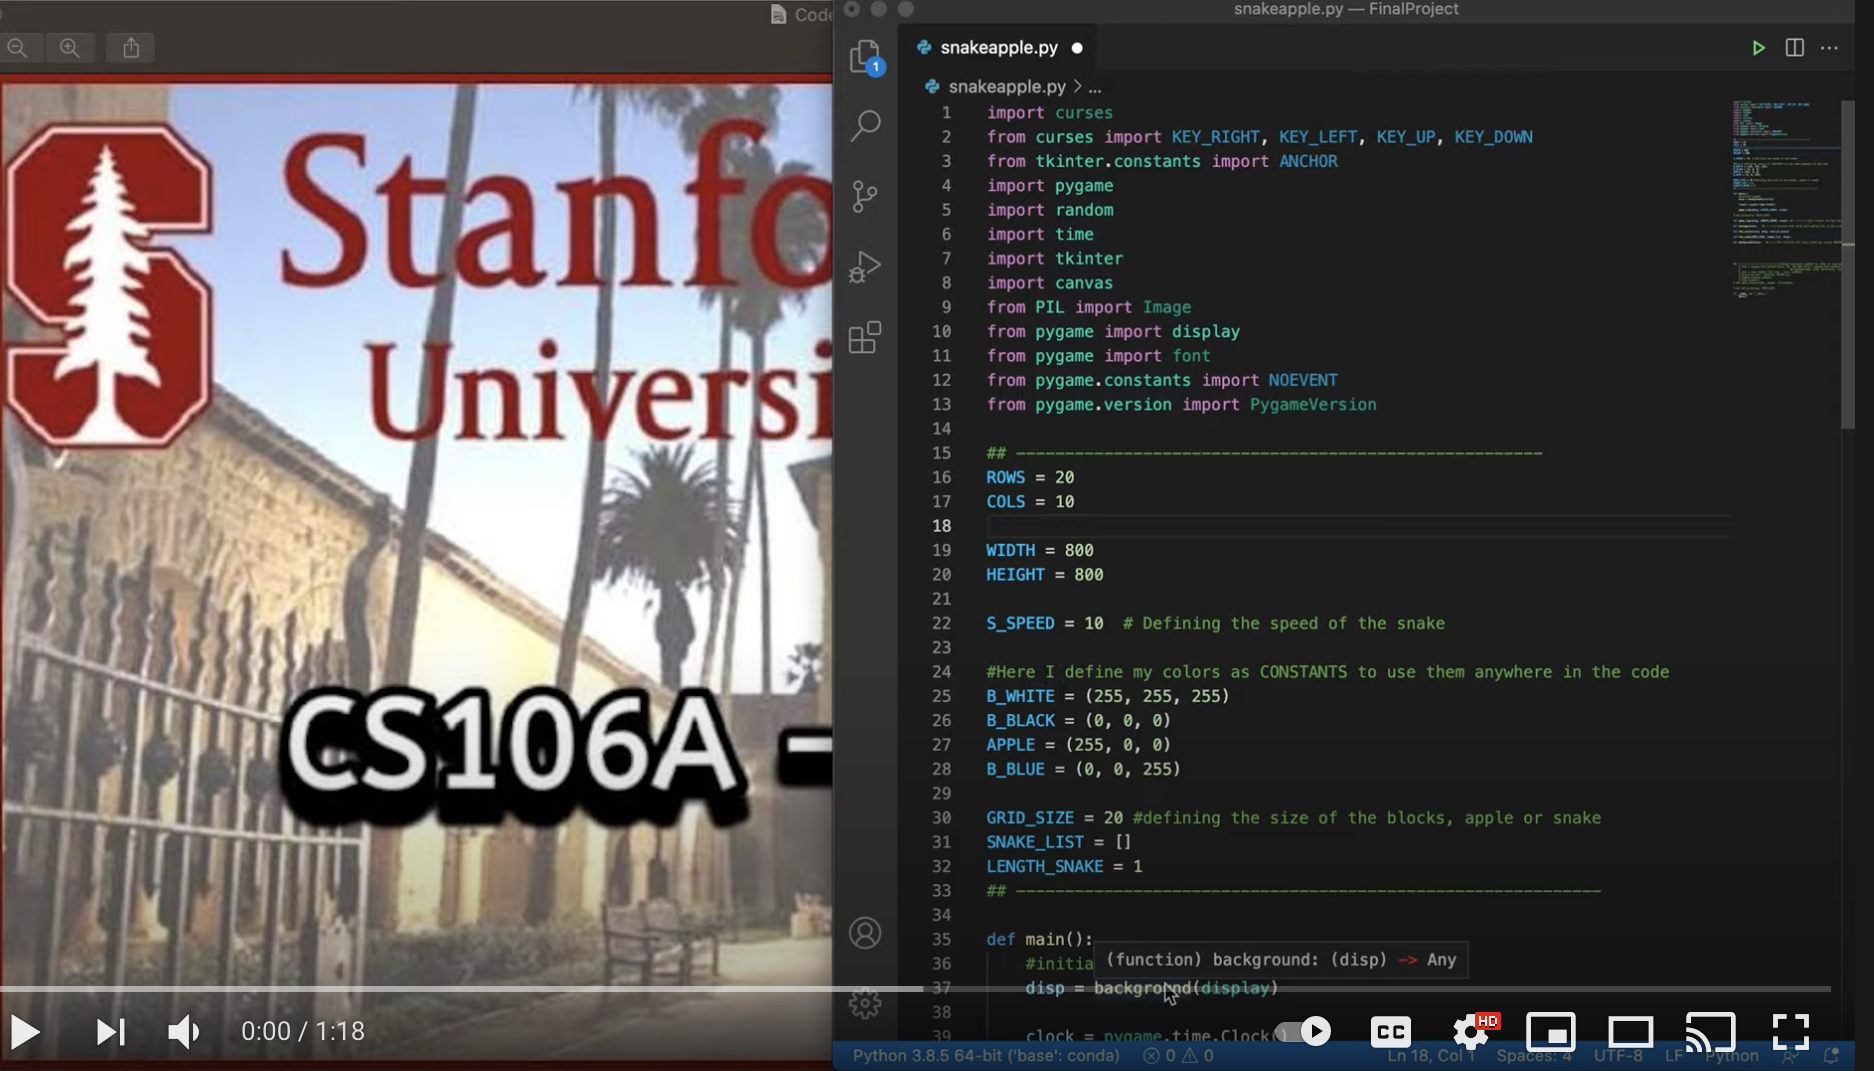 Code
snakeapple.py — FinalProject
snakeapple.py
1
snakeapple.py > ...
Stanfo
Universi
CS106A -
1 import curses
2 from curses import KEY_RIGHT, KEY_LEFT, KEY_UP, KEY_DOWN
3 from tkinter.constants import ANCHOR
4 import pygame
5 import random
6 import time
7 import tkinter
8 import canvas
9 from PIL import Image
10 from pygame import display
11 from pygame import font
12 from pygame.constants import NOEVENT
13 from pygame.version import PygameVersion
14
15 ## ------------------------------------------------------
16 ROWS = 20
17 COLS = 10
18
19 WIDTH = 800
20 HEIGHT = 800
21
22 S_SPEED = 10 # Defining the speed of the snake
23
24 #Here I define my colors as CONSTANTS to use them anywhere in the code
25 B_WHITE = (255, 255, 255)
26 B_BLACK = (0, 0, 0)
27 APPLE = (255, 0, 0)
28 B_BLUE = (0, 0, 255)
29
30 GRID_SIZE = 20 #defining the size of the blocks, apple or snake
31 SNAKE_LIST = []
32 LENGTH_SNAKE = 1
33 ## ------------------------------------------------------------
34
35 def main():
36 #initia
(function) background: (disp) -> Any
37 disp = background(display)
38
39 clock = pygame.time.Clock()
0:00 / 1:18
CC
HD
Python 3.8.5 64-bit ('base': conda) 0 0 Ln 18, Col 1 Spaces: 4 UTF-8 LF Python